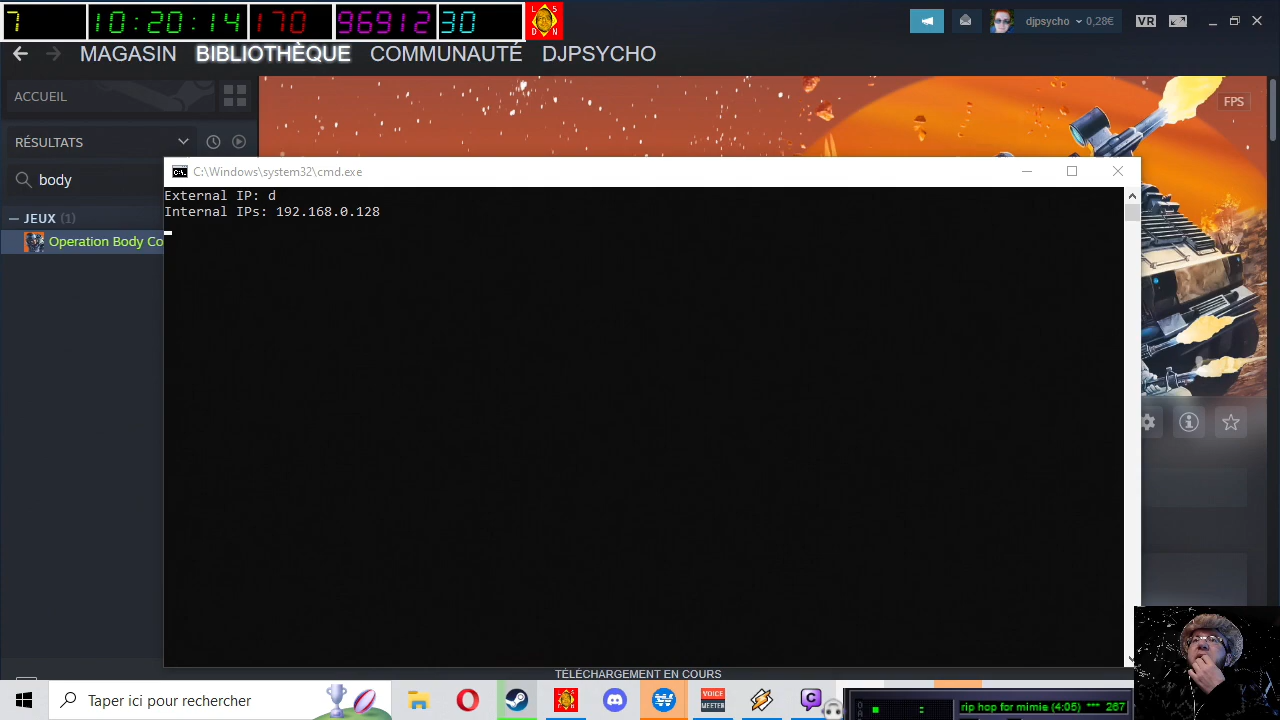 7
10:20:14
170
96912
30
L S
D N
djpsycho
0,28€
VR
MAGASIN
BIBLIOTHÈQUE
COMMUNAUTÉ
DJPSYCHO
ACCUEIL
FPS
RÉSULTATS
body
C:\Windows\system32\cmd.exe
External IP: d
Internal IPs: 192.168.0.128
JEUX (1)
Operation Body Co
TÉLÉCHARGEMENT EN COURS
Taper ici pour rechercher
VOICE
MEETER
rip hop for mimie (4:05) *** 267